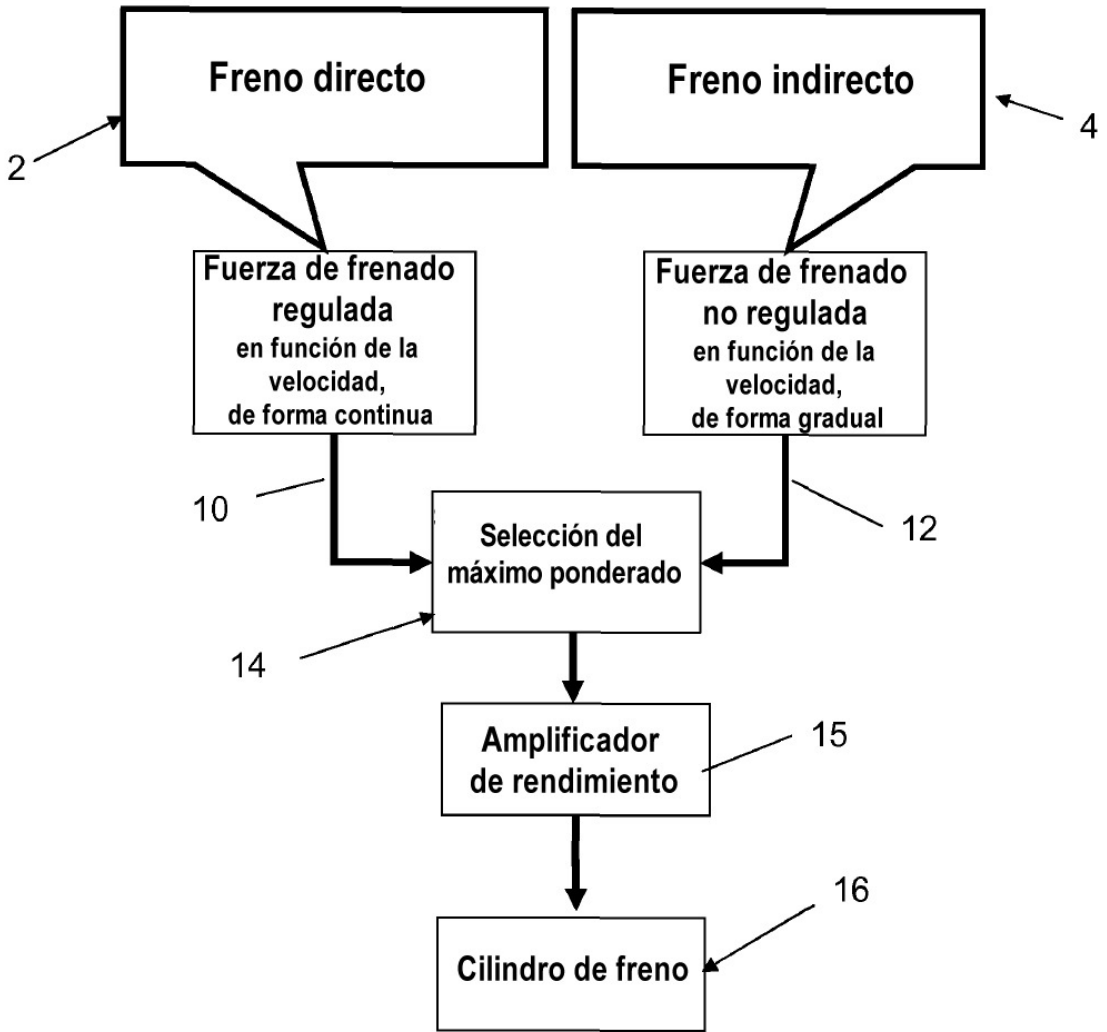 Freno directo
Freno indirecto
2
4
Fuerza de frenado
regulada
en función de la
velocidad,
de forma continua
Fuerza de frenado
no regulada
en función de la
velocidad,
de forma gradual
10
12
Selección del
máximo ponderado
14
Amplificador
de rendimiento
15
Cilindro de freno
16